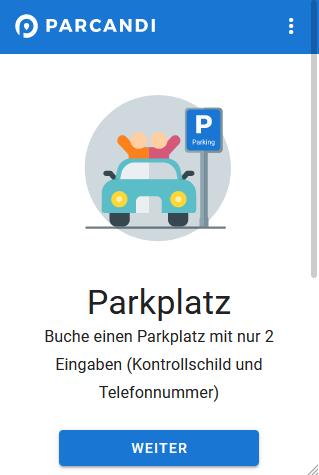 PARCANDI
P
Parking
Parkplatz
Buche einen Parkplatz mit nur 2
Eingaben (Kontrollschild und
Telefonnummer)
WEITER